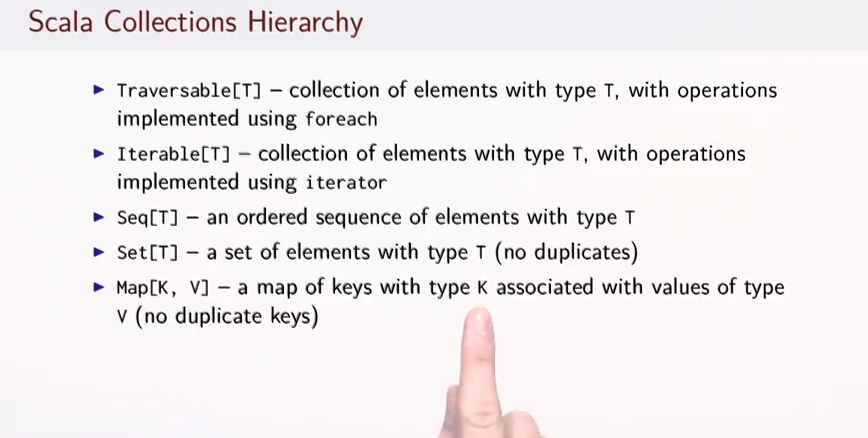 Scala Collections Hierarchy
▶ Traversable[T] – collection of elements with type T, with operations
implemented using foreach
▶ Iterable[T] – collection of elements with type T, with operations
implemented using iterator
▶ Seq[T] – an ordered sequence of elements with type T
▶ Set[T] – a set of elements with type T (no duplicates)
▶ Map[K, V] – a map of keys with type K associated with values of type
V (no duplicate keys)